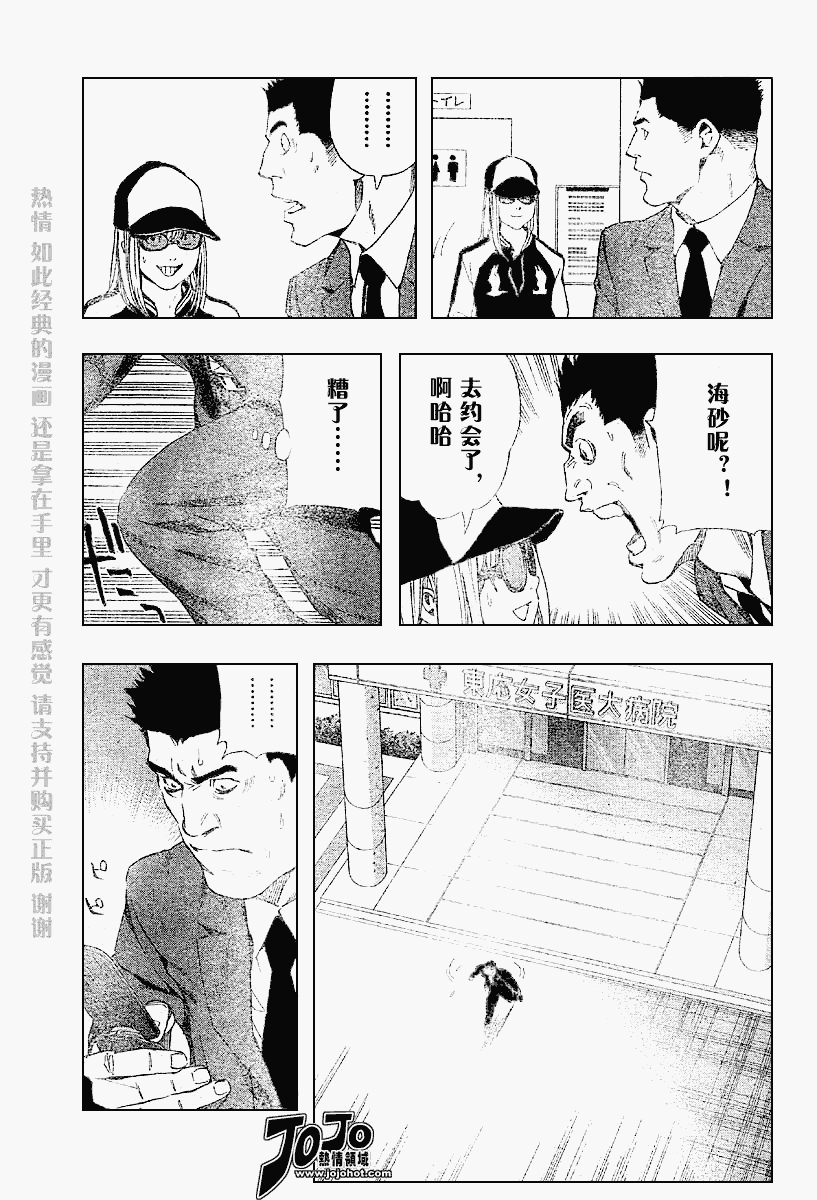 トイレ
…………
…………
海砂呢?!
去约会了,
啊哈哈
糟了……
東応女子医大病院
…………
…………
热情 如此经典的漫画 还是拿在手里 才更有感觉 请支持并购买正版 谢谢
JOJO
熱情領域
www.jojohot.com